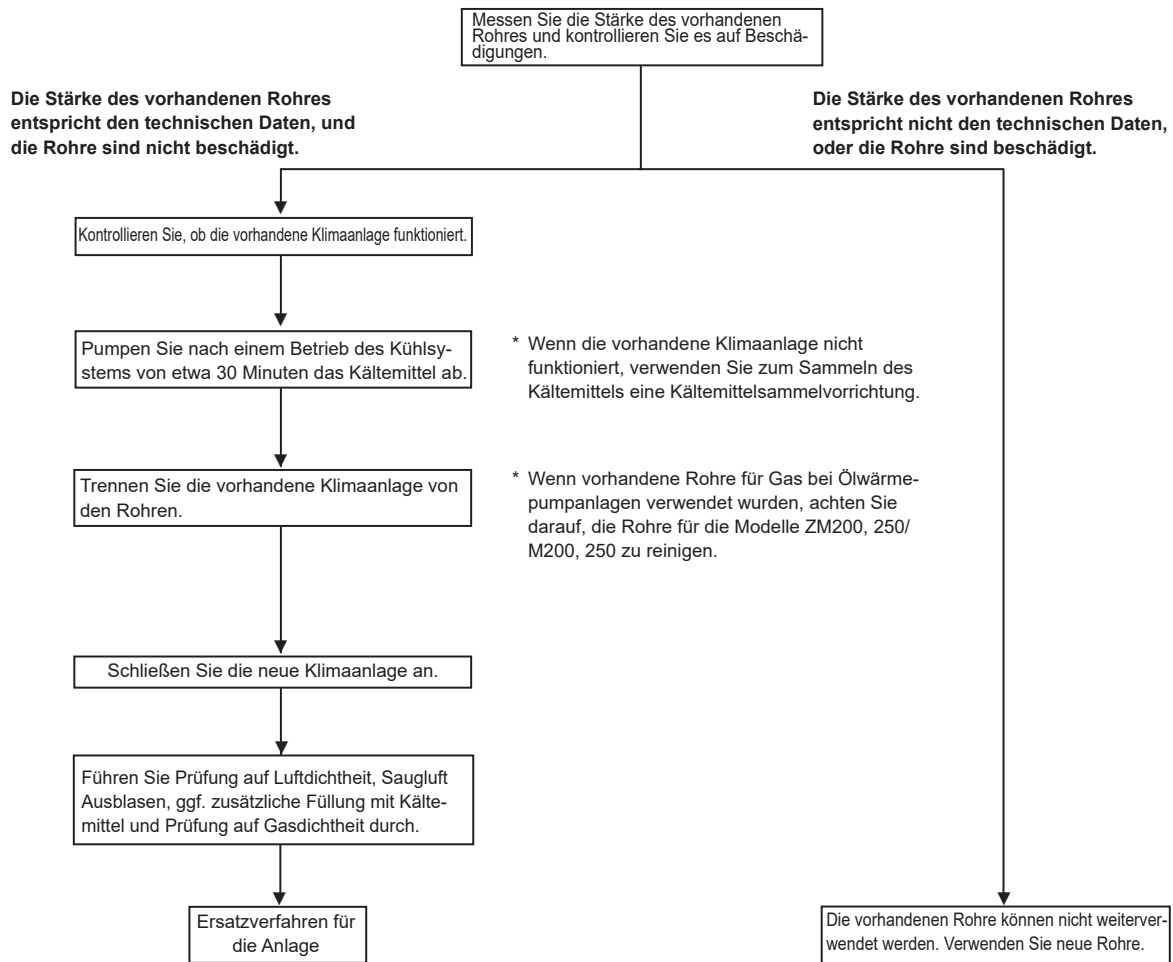 Messen Sie die Stärke des vorhandenen
Rohres und kontrollieren Sie es auf Beschä-
digungen.
Die Stärke des vorhandenen Rohres
entspricht den technischen Daten, und
die Rohre sind nicht beschädigt.
Die Stärke des vorhandenen Rohres
entspricht nicht den technischen Daten,
oder die Rohre sind beschädigt.
Kontrollieren Sie, ob die vorhandene Klimaanlage funktioniert.
Pumpen Sie nach einem Betrieb des Kühlsy-
stems von etwa 30 Minuten das Kältemittel ab.
* Wenn die vorhandene Klimaanlage nicht
funktioniert, verwenden Sie zum Sammeln des
Kältemittels eine Kältemittelsammelvorrichtung.
Trennen Sie die vorhandene Klimaanlage von
den Rohren.
* Wenn vorhandene Rohre für Gas bei Ölwärme-
pumpanlagen verwendet wurden, achten Sie
darauf, die Rohre für die Modelle ZM200, 250/
M200, 250 zu reinigen.
Schließen Sie die neue Klimaanlage an.
Führen Sie Prüfung auf Luftdichtheit, Saugluft
Ausblasen, ggf. zusätzliche Füllung mit Kälte-
mittel und Prüfung auf Gasdichtheit durch.
Ersatzverfahren für
die Anlage
Die vorhandenen Rohre können nicht weiterver-
wendet werden. Verwenden Sie neue Rohre.